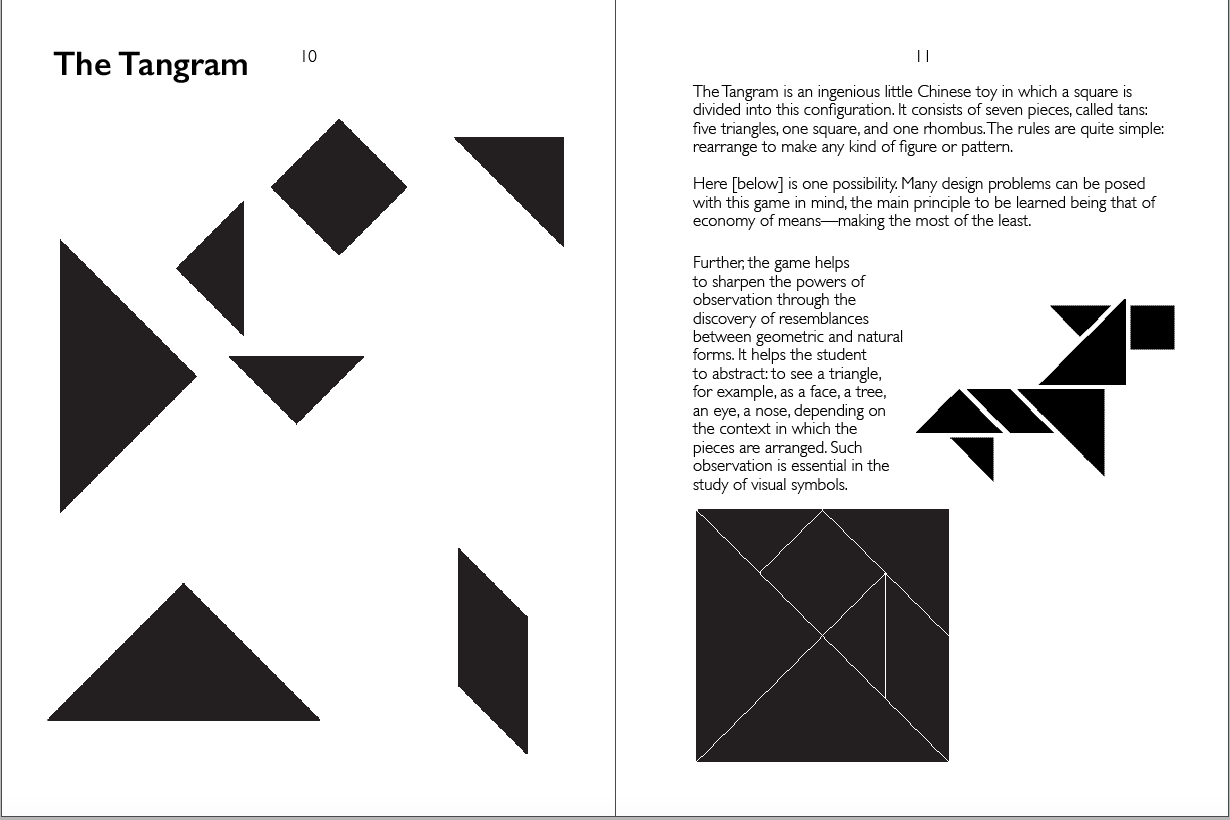 The Tangram
10
11
The Tangram is an ingenious little Chinese toy in which a square is
divided into this configuration. It consists of seven pieces, called tans:
five triangles, one square, and one rhombus. The rules are quite simple:
rearrange to make any kind of figure or pattern.
Here [below] is one possibility. Many design problems can be posed
with this game in mind, the main principle to be learned being that of
economy of means—making the most of the least.
Further, the game helps
to sharpen the powers of
observation through the
discovery of resemblances
between geometric and natural
forms. It helps the student
to abstract: to see a triangle,
for example, as a face, a tree,
an eye, a nose, depending on
the context in which the
pieces are arranged. Such
observation is essential in the
study of visual symbols.